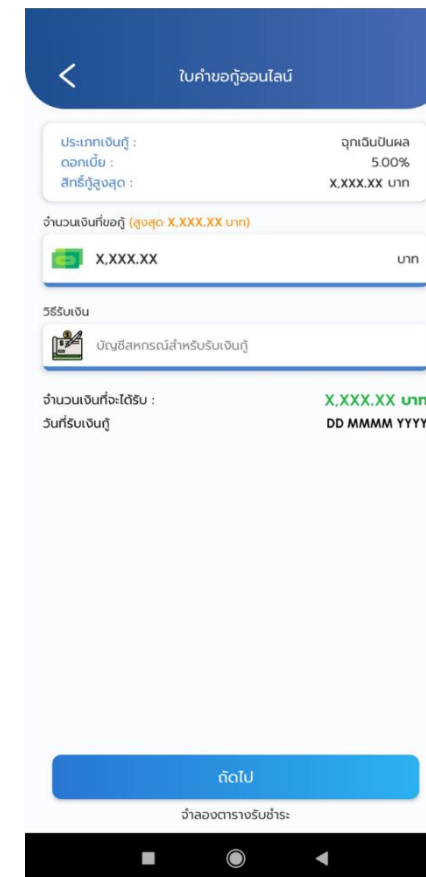 ใบคำขอกู้ออนไลน์
ประเภทเงินกู้ : ฉุกเฉินปันผล
ดอกเบี้ย : 5.00%
สิทธิ์กู้สูงสุด : X,XXX.XX บาท
จำนวนเงินที่ขอกู้ (สูงสุด X,XXX.XX บาท)
X,XXX.XX บาท
วิธีรับเงิน
บัญชีสหกรณ์สำหรับรับเงินกู้
จำนวนเงินที่จะได้รับ : X,XXX.XX บาท
วันที่รับเงินกู้ DD MMMM YYYY
ถัดไป
จำลองตารางรับชำระ